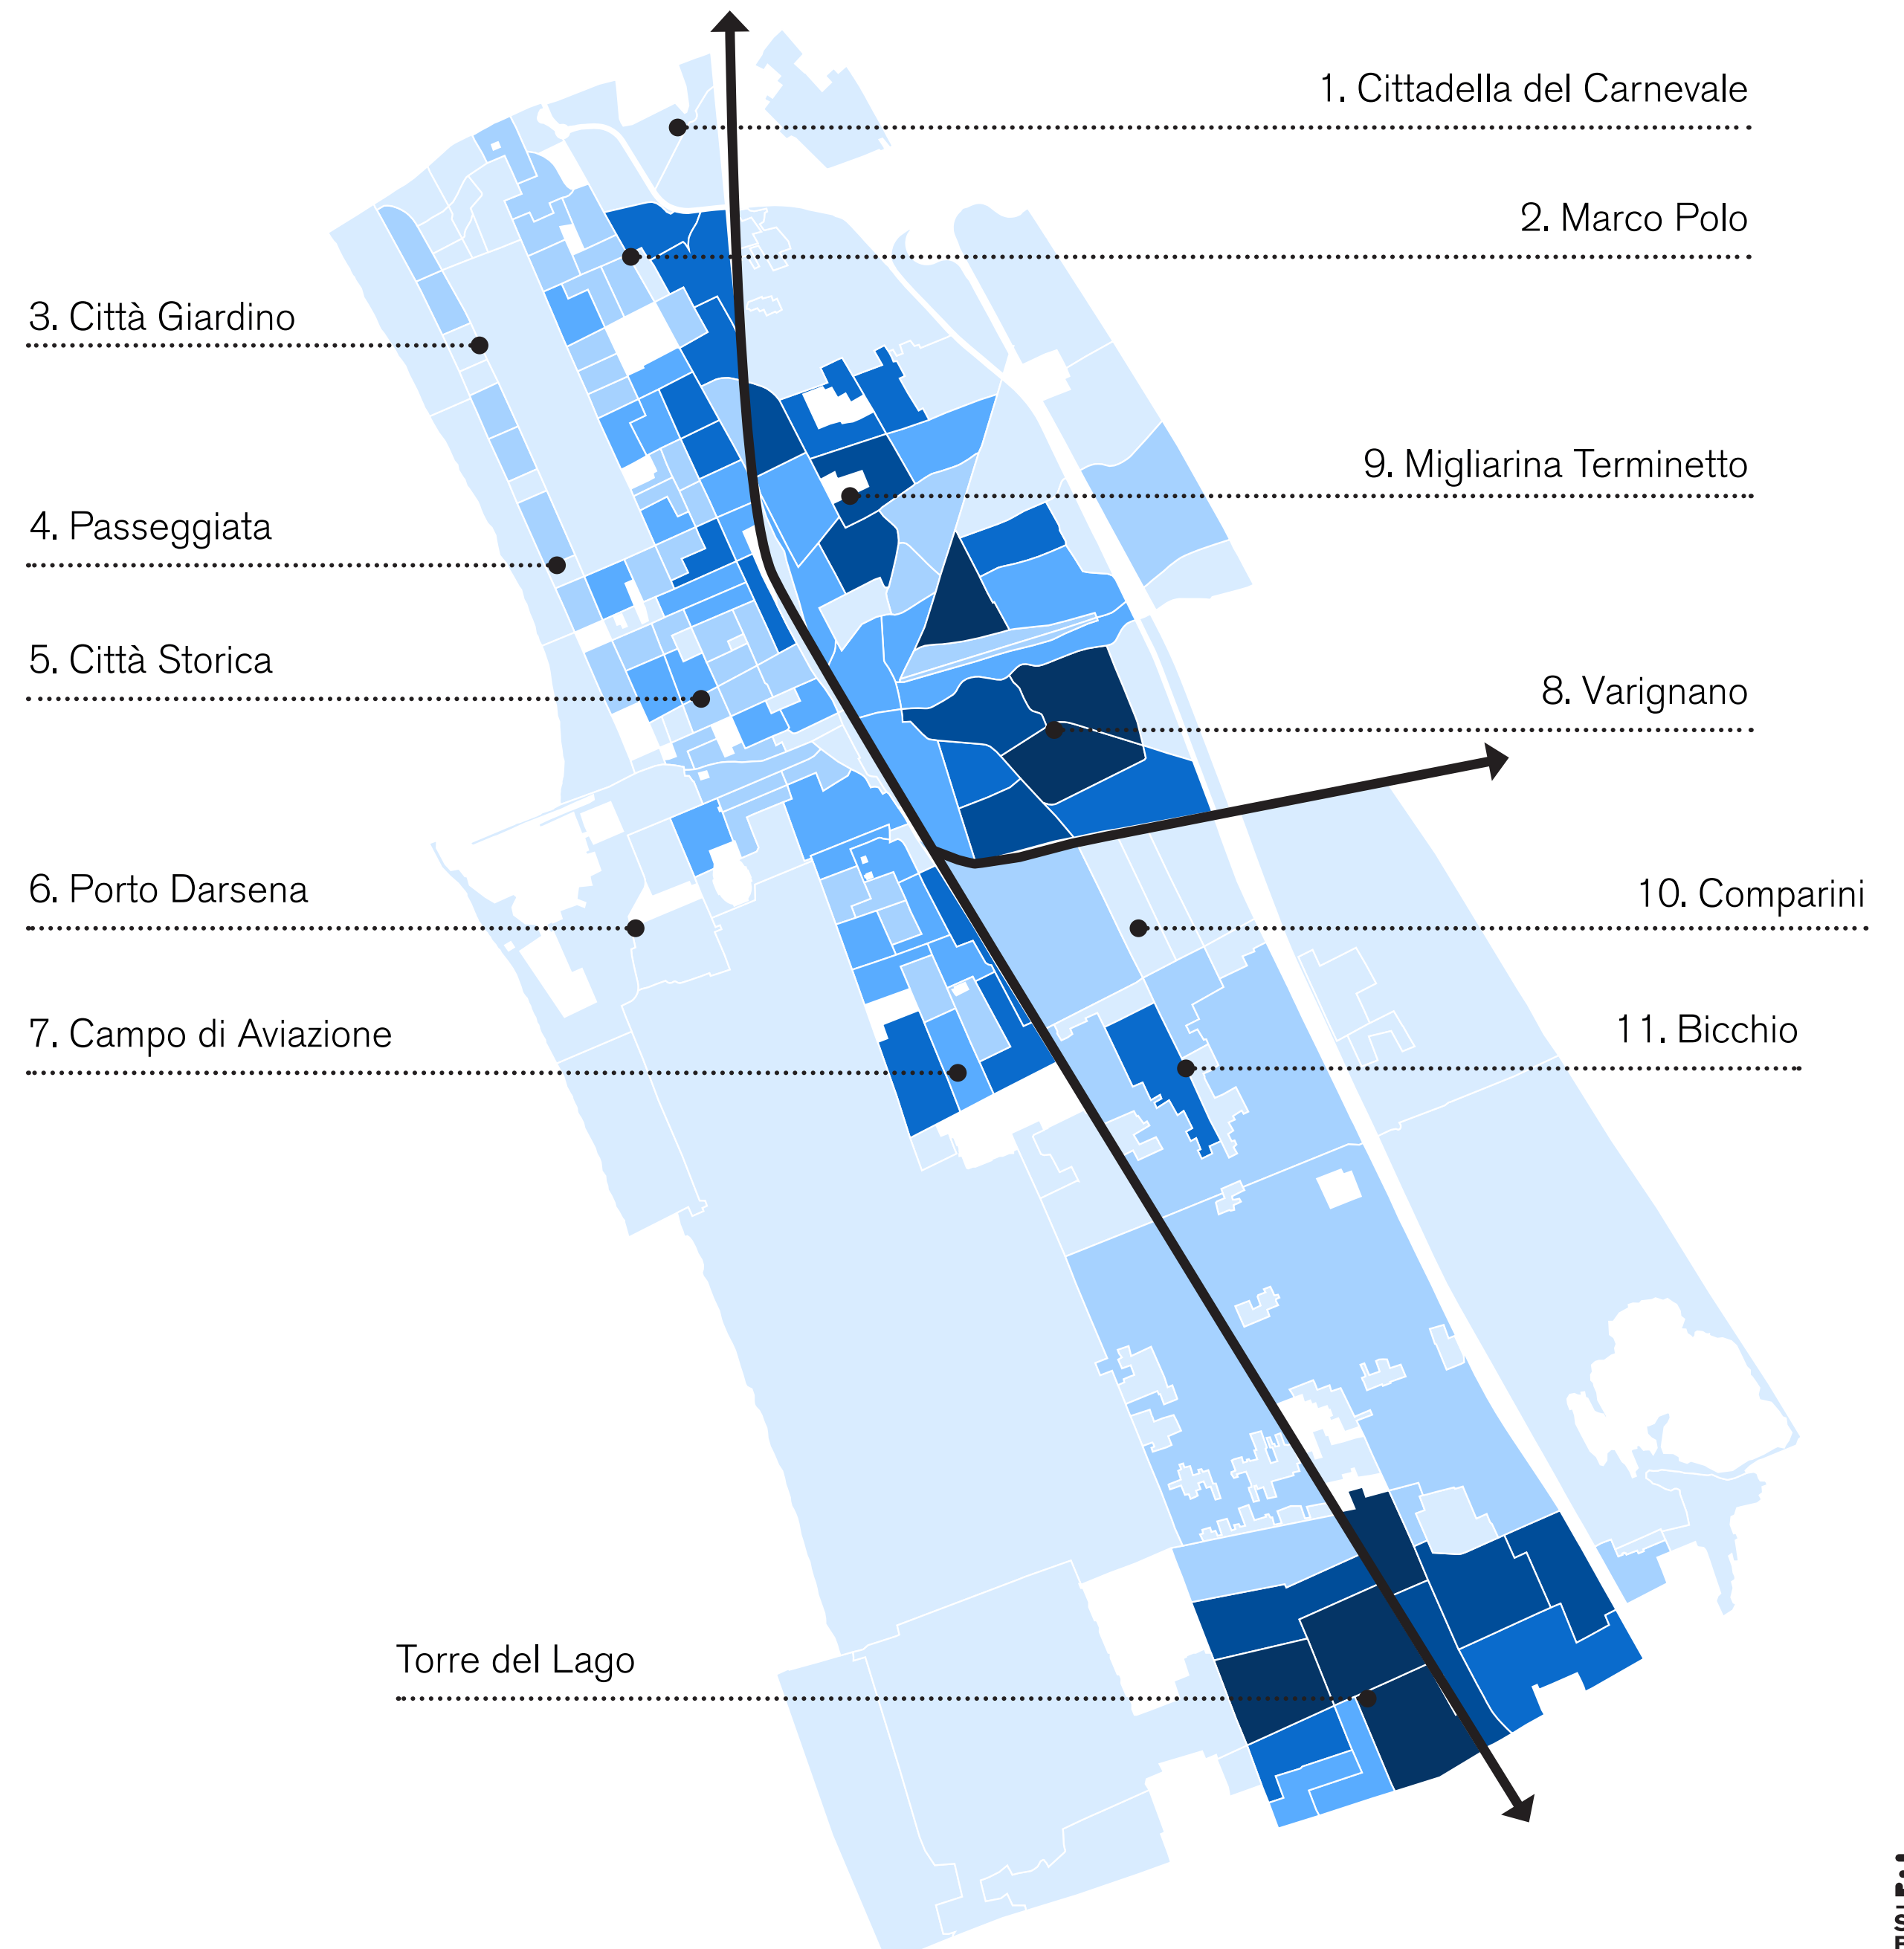 1. Cittadella del Carnevale
2. Marco Polo
3. Città Giardino
9. Migliarina Terminetto
4. Passeggiata
5. Città Storica
8. Varignano
6. Porto Darsena
10. Comparini
7. Campo di Aviazione
11. Bicchio
Torre del Lago